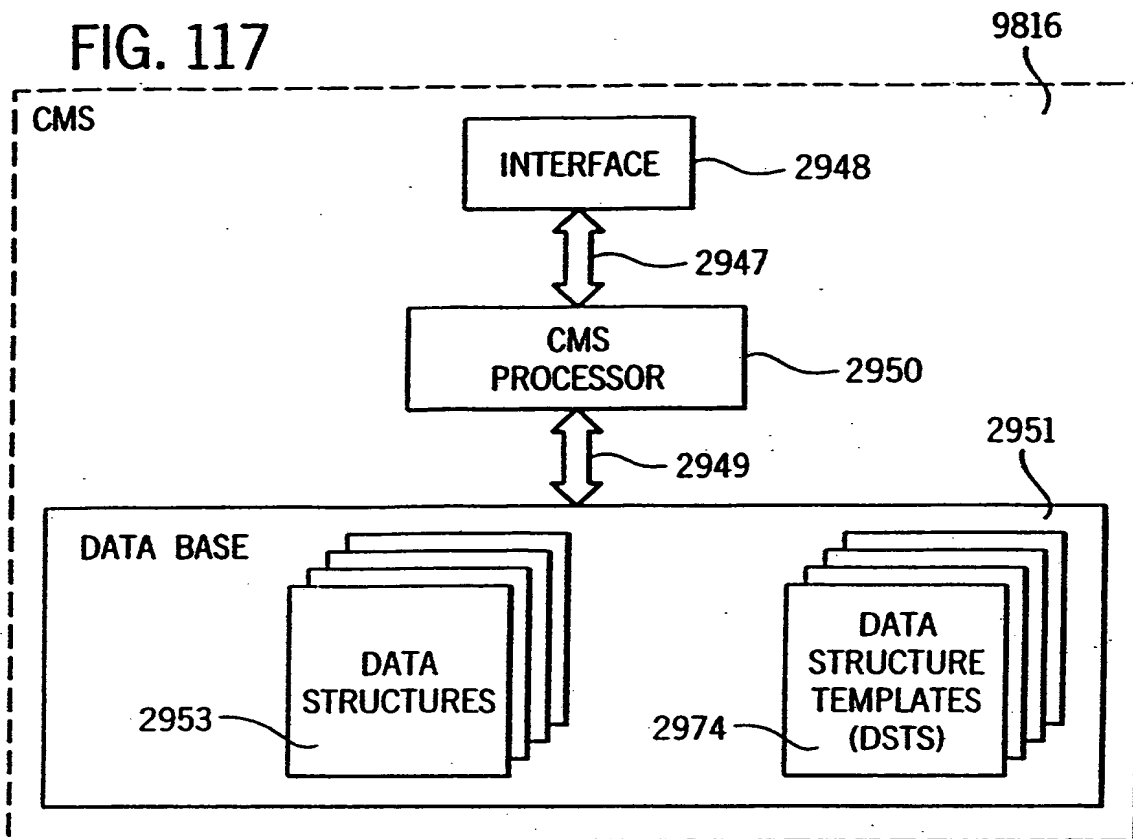 FIG. 117
9816
CMS
INTERFACE
2948
2947
CMS
PROCESSOR
2950
2949
2951
DATA BASE
DATA
STRUCTURES
2953
DATA
STRUCTURE
TEMPLATES
(DSTS)
2974